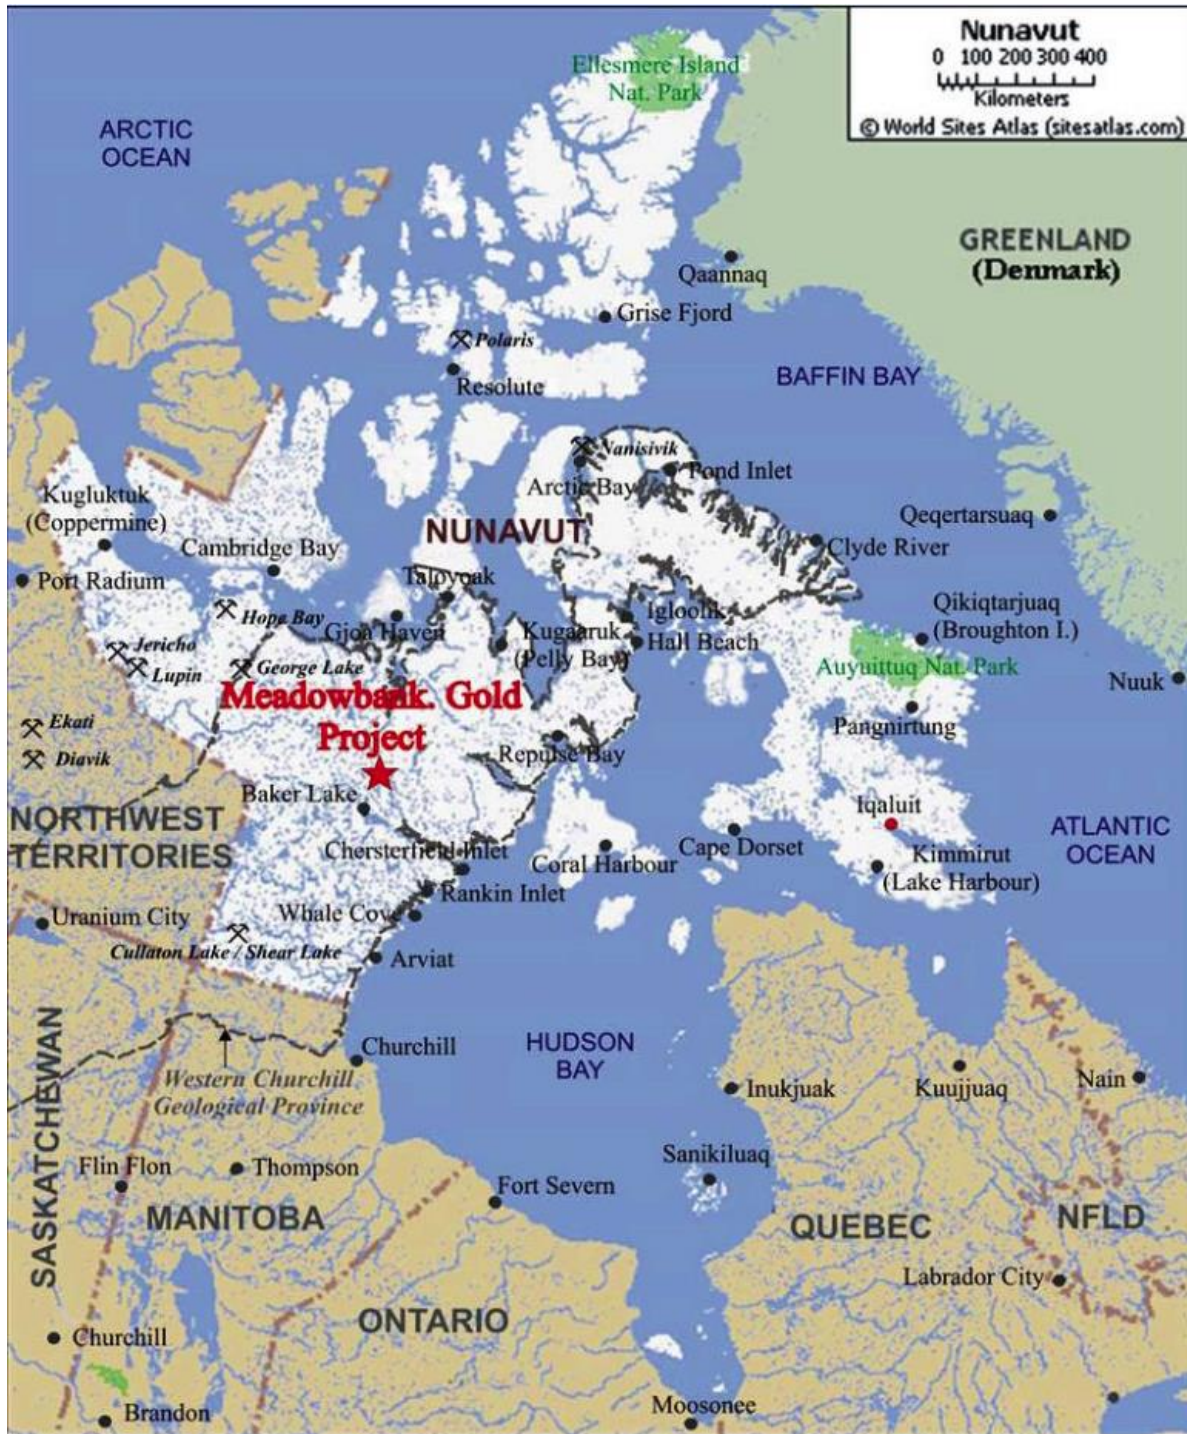 Nunavut
0 100 200 300 400
Kilometers
© World Sites Atlas (sitesatlas.com)
Ellesmere Island
Nat. Park
ARCTIC
OCEAN
GREENLAND
(Denmark)
Qaannaq
Grise Fjord
Polaris
Resolute
BAFFIN BAY
Nanisivik
Pond Inlet
Arctic Bay
Kugluktuk
(Coppermine)
NUNAVUT
Qeqertarsuaq
Cambridge Bay
Clyde River
Port Radium
Taloyoak
Hope Bay
Gjoa Haven
Igloolik
Qikiqtarjuaq
(Broughton I.)
Kugaaruk
(Pelly Bay)
Hall Beach
Jericho
Lupin
George Lake
Auyuittuq Nat. Park
Nuuk
Meadowbank. Gold
Project
Pangnirtung
Ekati
Diavik
Repulse Bay
Baker Lake
Iqaluit
NORTHWEST
TERRITORIES
ATLANTIC
OCEAN
Chersterfield Inlet
Coral Harbour
Cape Dorset
Kimmirut
(Lake Harbour)
Rankin Inlet
Uranium City
Whale Cove
Cullaton Lake / Shear Lake
Arviat
SASKATCHEWAN
HUDSON
BAY
Churchill
Western Churchill
Geological Province
Inukjuak
Kuujjuaq
Nain
Flin Flon
Thompson
Sanikiluaq
Fort Severn
MANITOBA
QUEBEC
NFLD
Labrador City
ONTARIO
Churchill
Brandon
Moosonee